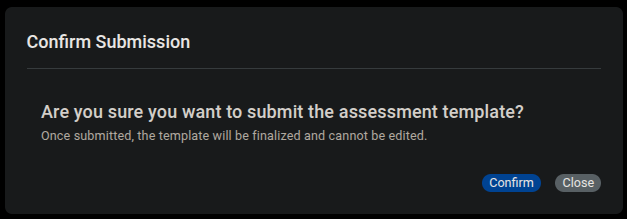 Confirm Submission
Are you sure you want to submit the assessment template?
Once submitted, the template will be finalized and cannot be edited.
Confirm Close